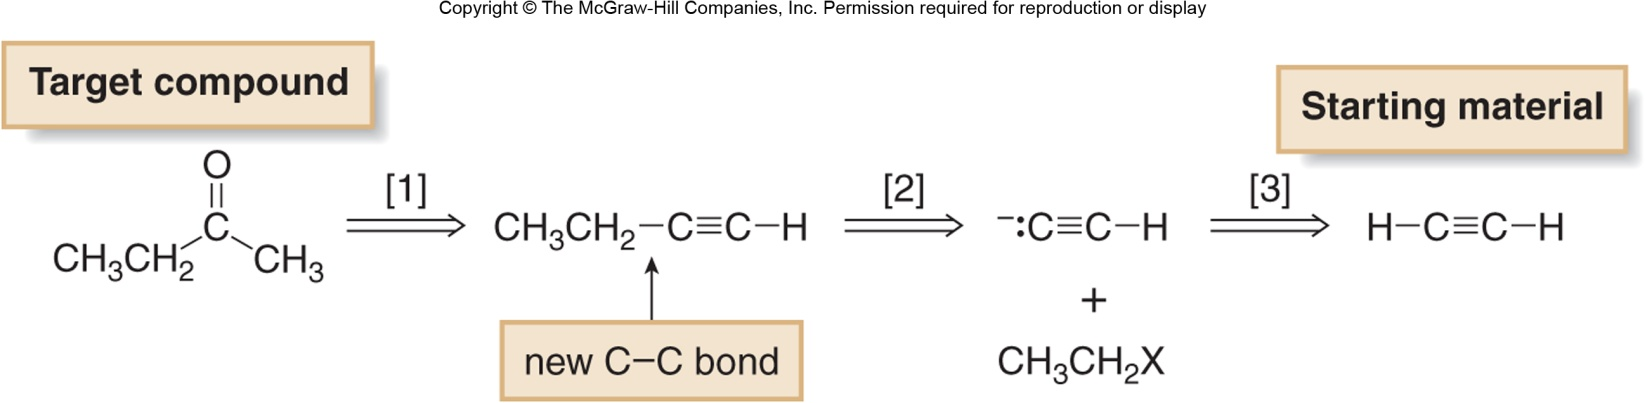 Copyright © The McGraw-Hill Companies, Inc. Permission required for reproduction or display
Target compound
Starting material
O
[1]
[2]
[3]
C
CH₃CH₂
CH₃
CH₃CH₂−C≡C−H
⁻:C≡C−H
H−C≡C−H
+
new C−C bond
CH₃CH₂X